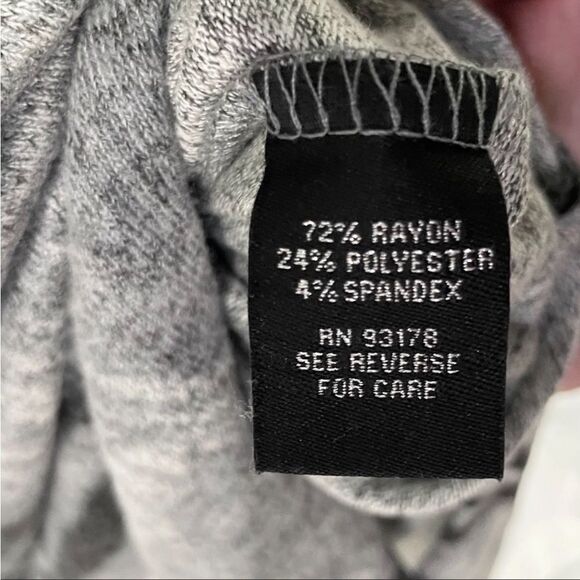 72% RAYON
24% POLYESTER
4% SPANDEX
RN 93178
SEE REVERSE
FOR CARE